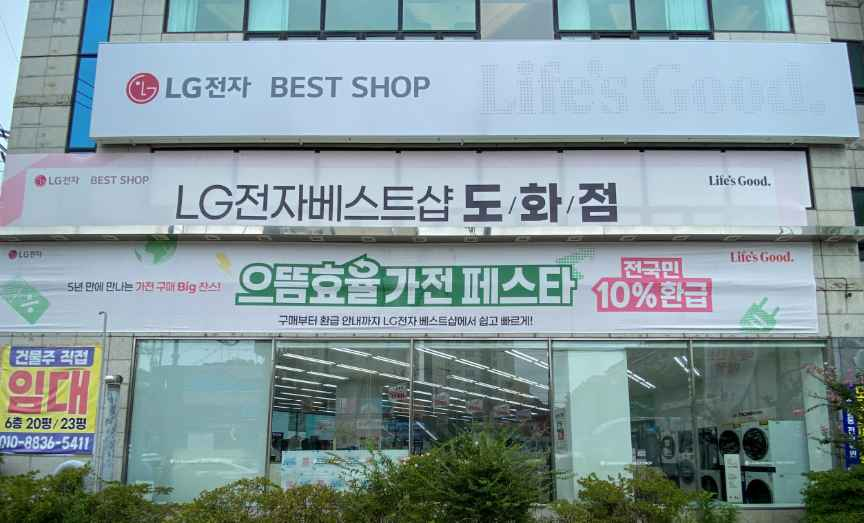 LG전자 BEST SHOP Life's Good.
LG전자 BEST SHOP
LG전자베스트샵 도/화/점
Life's Good.
LG전자
Life's Good.
5년 만에 만나는 가전 구매 Big 찬스!
으뜸효율 가전 페스타
전국민
10% 환급
구매부터 환급 안내까지 LG전자 베스트샵에서 쉽고 빠르게!
건물주 직접
임대
6층 20평/23평
010-8836-5411
BEST SHOP